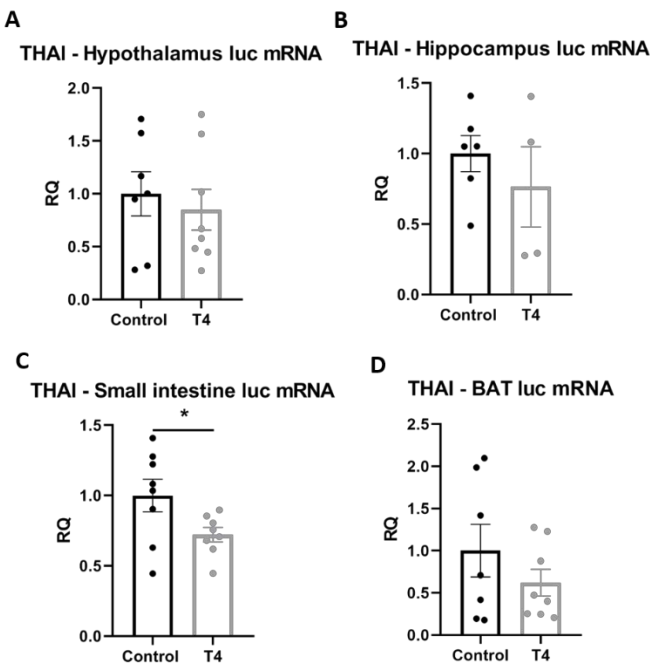 A
THAI - Hypothalamus luc mRNA
2.0
1.5
1.0
0.5
0.0
RQ
Control T4
B
THAI - Hippocampus luc mRNA
1.5
1.0
0.5
0.0
RQ
Control T4
C
THAI - Small intestine luc mRNA
*
1.5
1.0
0.5
0.0
RQ
Control T4
D
THAI - BAT luc mRNA
2.5
2.0
1.5
1.0
0.5
0.0
RQ
Control T4